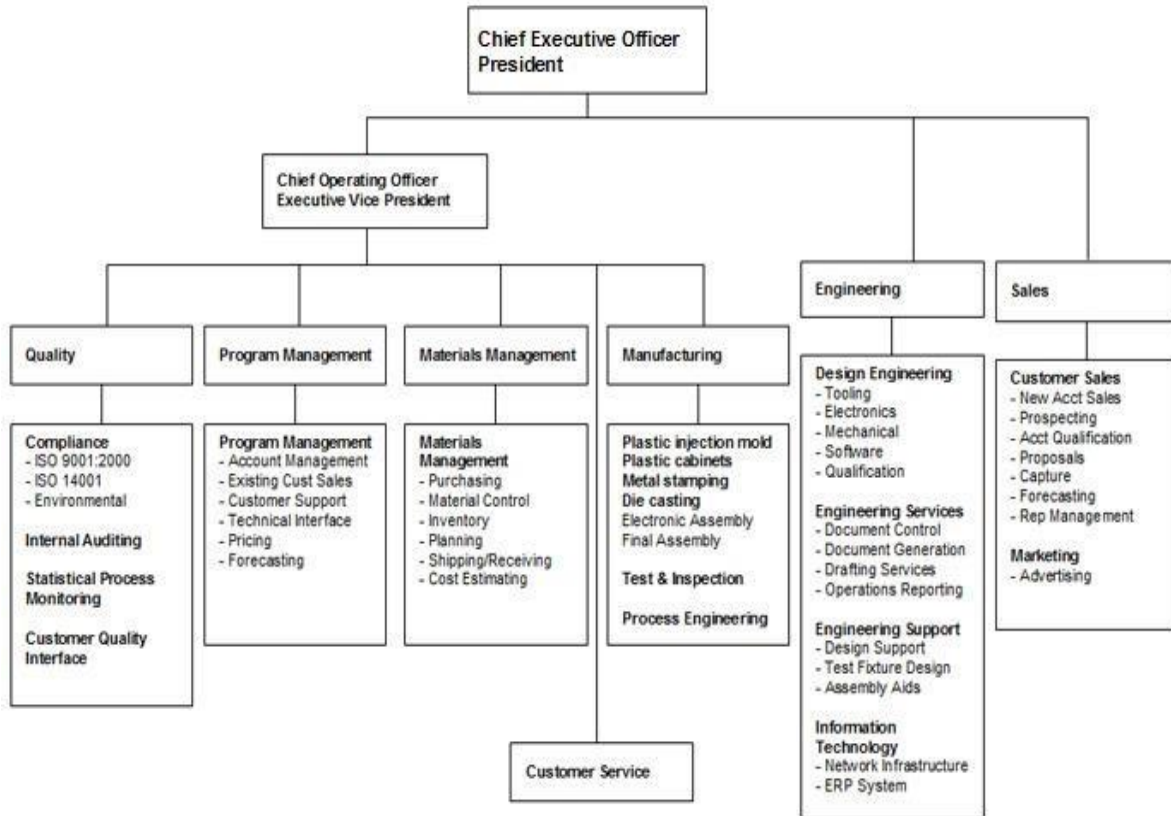 Chief Executive Officer
President
Chief Operating Officer
Executive Vice President
Engineering
Sales
Quality
Program Management
Materials Management
Manufacturing
Compliance
- ISO 9001:2000
- ISO 14001
- Environmental
Internal Auditing
Statistical Process
Monitoring
Customer Quality
Interface
Program Management
- Account Management
- Existing Cust Sales
- Customer Support
- Technical Interface
- Pricing
- Forecasting
Materials
Management
- Purchasing
- Material Control
- Inventory
- Planning
- Shipping/Receiving
- Cost Estimating
Plastic injection mold
Plastic cabinets
Metal stamping
Die casting
Electronic Assembly
Final Assembly
Test & Inspection
Process Engineering
Design Engineering
- Tooling
- Electronics
- Mechanical
- Software
- Qualification
Engineering Services
- Document Control
- Document Generation
- Drafting Services
- Operations Reporting
Engineering Support
- Design Support
- Test Fixture Design
- Assembly Aids
Information
Technology
- Network Infrastructure
- ERP System
Customer Sales
- New Acct Sales
- Prospecting
- Acct Qualification
- Proposals
- Capture
- Forecasting
- Rep Management
Marketing
- Advertising
Customer Service